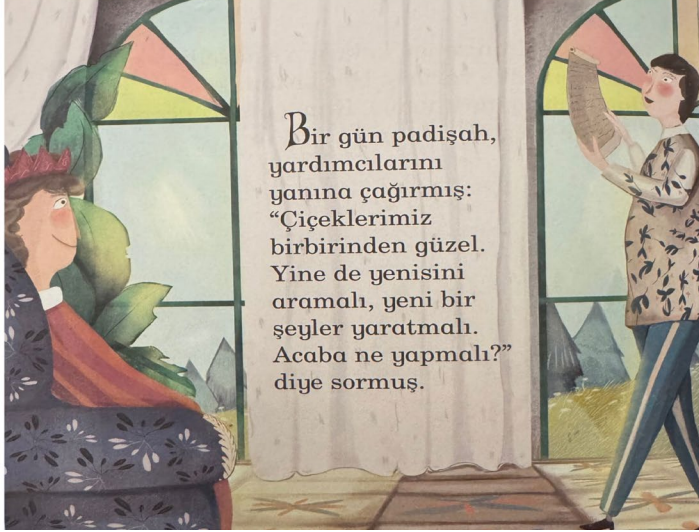 Bir gün padişah,
yardımcılarını
yanına çağırmış:
“Çiçeklerimiz
birbirinden güzel.
Yine de yenisini
aramalı, yeni bir
şeyler yaratmalı.
Acaba ne yapmalı?”
diye sormuş.